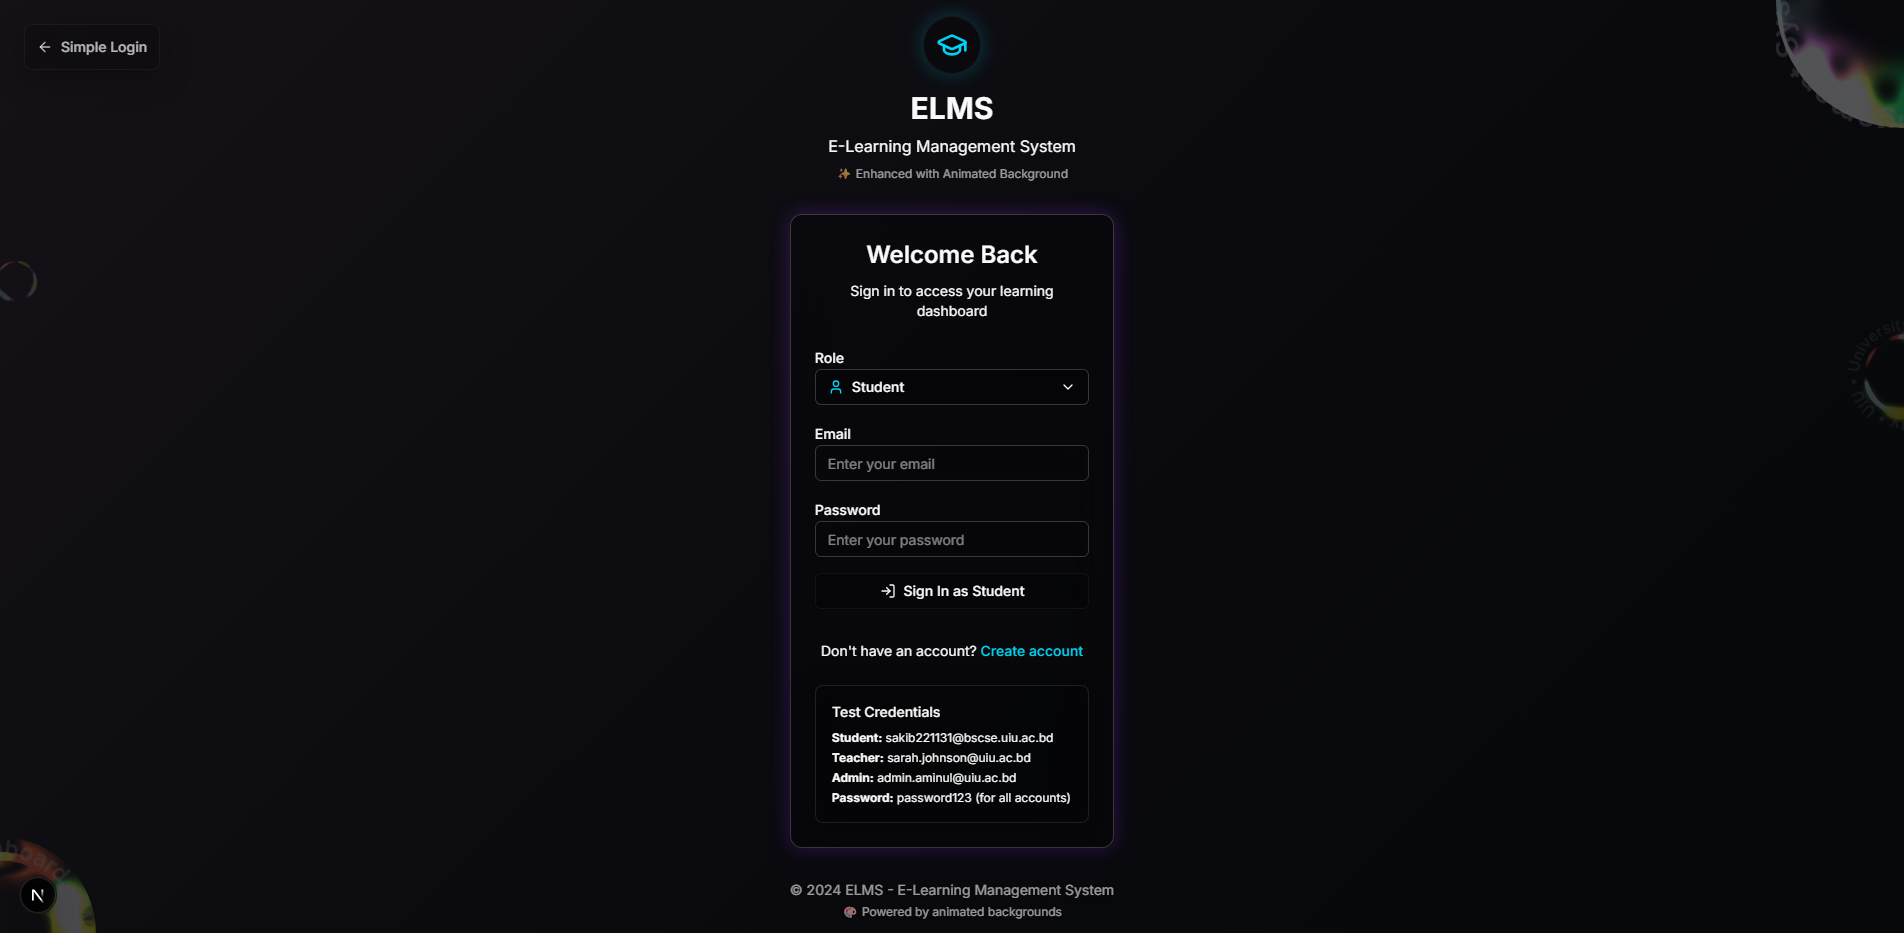 Simple Login
ELMS
E-Learning Management System
✨ Enhanced with Animated Background
Welcome Back
Sign in to access your learning
dashboard
Role
Student
Email
Enter your email
Password
Enter your password
Sign In as Student
Don't have an account? Create account
Test Credentials
Student: sakib221131@bscse.uiu.ac.bd
Teacher: sarah.johnson@uiu.ac.bd
Admin: admin.aminul@uiu.ac.bd
Password: password123 (for all accounts)
© 2024 ELMS - E-Learning Management System
Powered by animated backgrounds
N
UIU